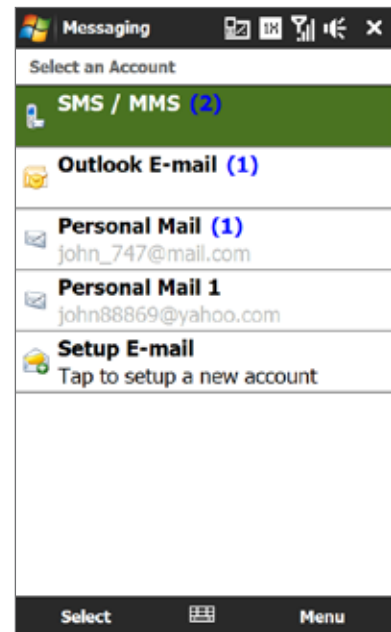 Messaging
1X
Select an Account
SMS / MMS (2)
Outlook E-mail (1)
Personal Mail (1)
john_747@mail.com
Personal Mail 1
john88869@yahoo.com
Setup E-mail
Tap to setup a new account
Select
Menu